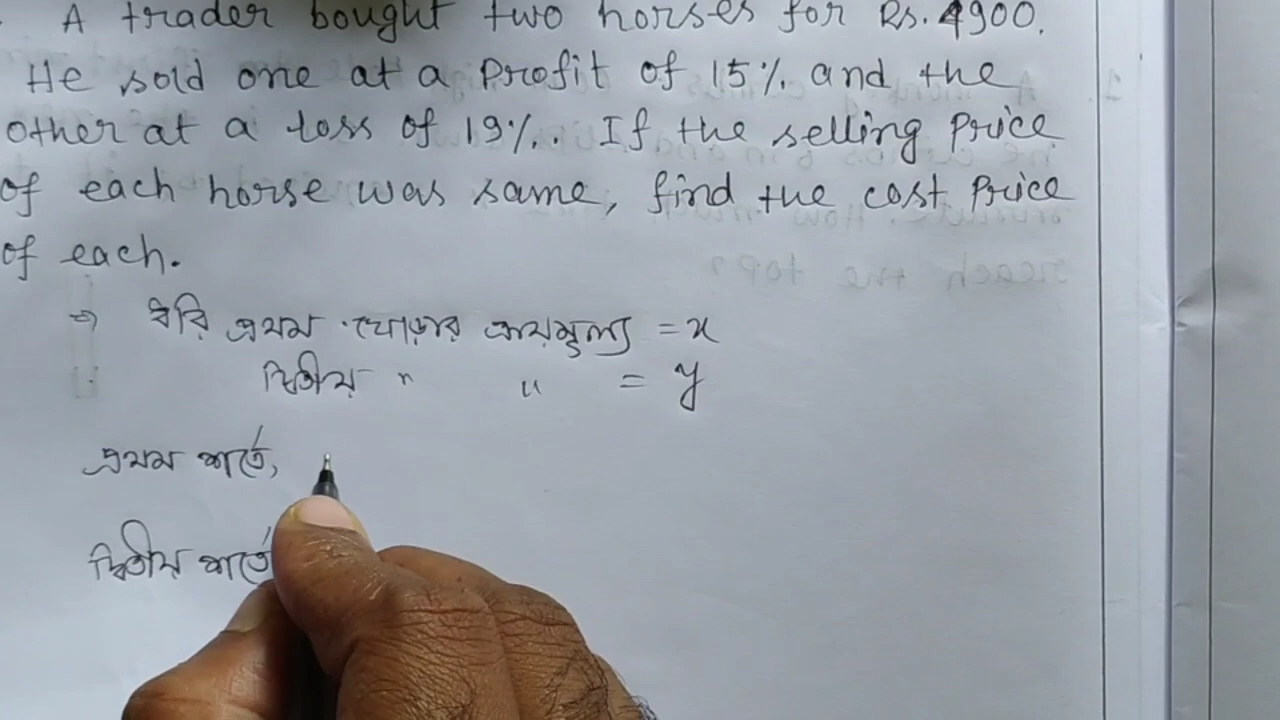 . A trader bought two horses for Rs. 4900.
He sold one at a Profit of 15% and the
other at a loss of 19%. If the selling Price
of each horse was same, find the cost Price
of each.
⇒ ধরি প্রথম ঘোড়ার ক্রয়মূল্য = x
দ্বিতীয় " " = y
প্রথম শর্তে,
দ্বিতীয় শর্তে